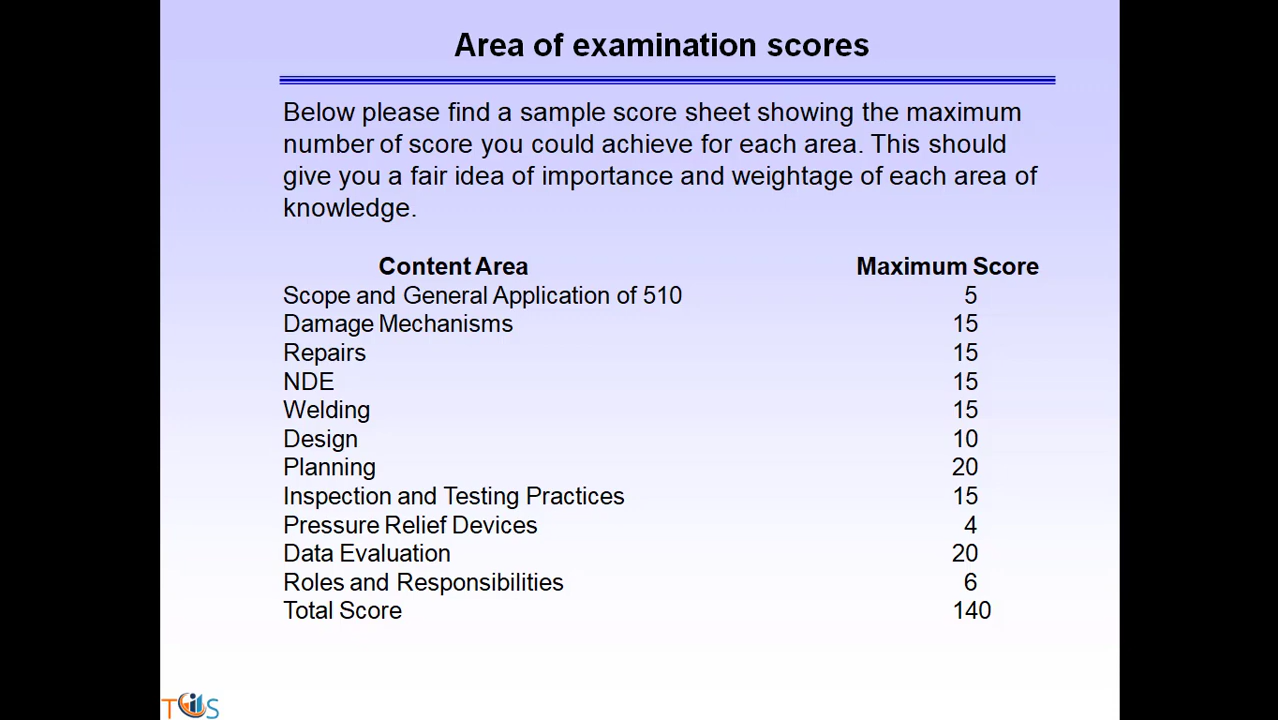 Area of examination scores
Below please find a sample score sheet showing the maximum
number of score you could achieve for each area. This should
give you a fair idea of importance and weightage of each area of
knowledge.
Content Area Maximum Score
Scope and General Application of 510 5
Damage Mechanisms 15
Repairs 15
NDE 15
Welding 15
Design 10
Planning 20
Inspection and Testing Practices 15
Pressure Relief Devices 4
Data Evaluation 20
Roles and Responsibilities 6
Total Score 140